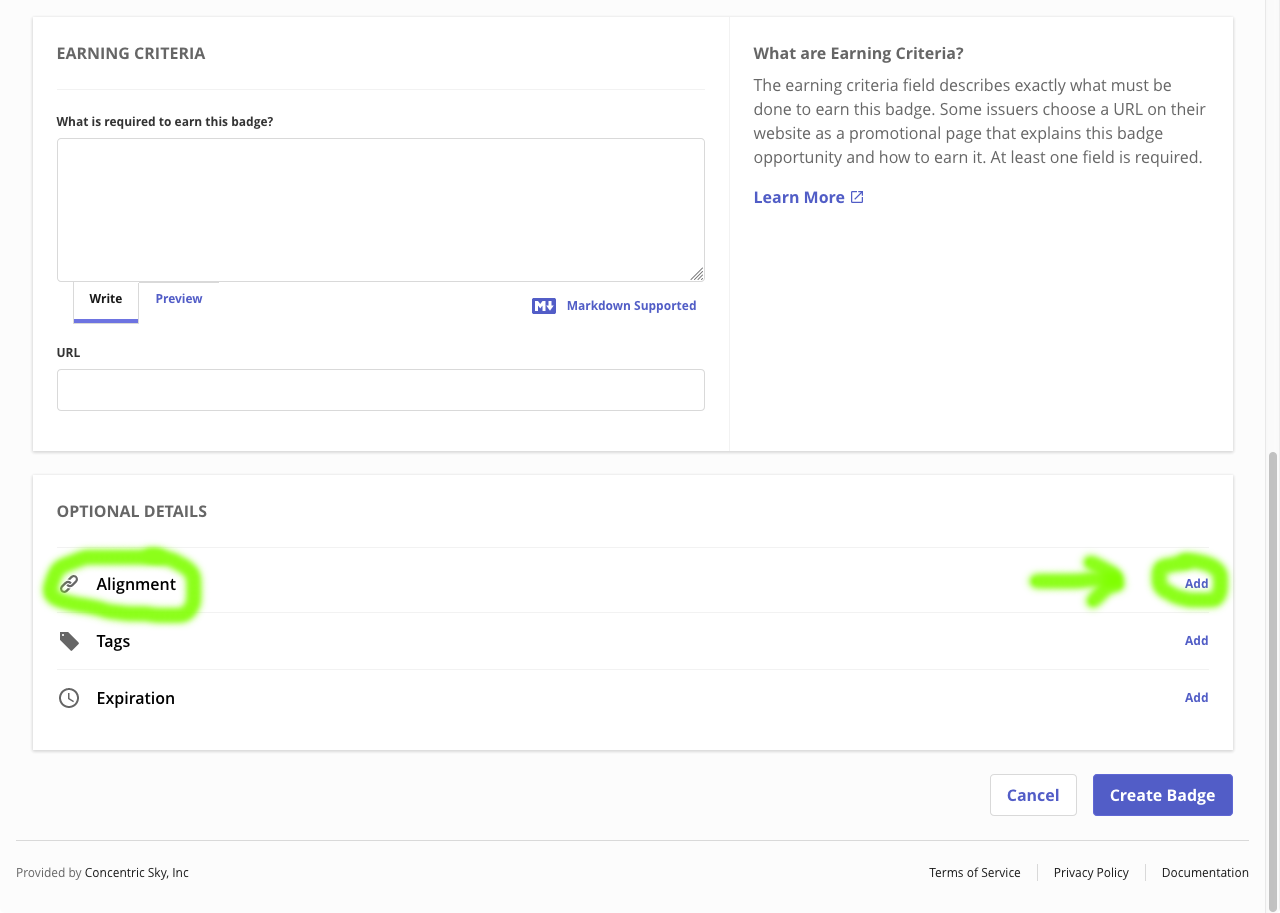 EARNING CRITERIA
What is required to earn this badge?
Write
Preview
M Markdown Supported
URL
What are Earning Criteria?
The earning criteria field describes exactly what must be
done to earn this badge. Some issuers choose a URL on their
website as a promotional page that explains this badge
opportunity and how to earn it. At least one field is required.
Learn More
OPTIONAL DETAILS
Alignment Add
Tags Add
Expiration Add
Cancel Create Badge
Provided by Concentric Sky, Inc Terms of Service Privacy Policy Documentation